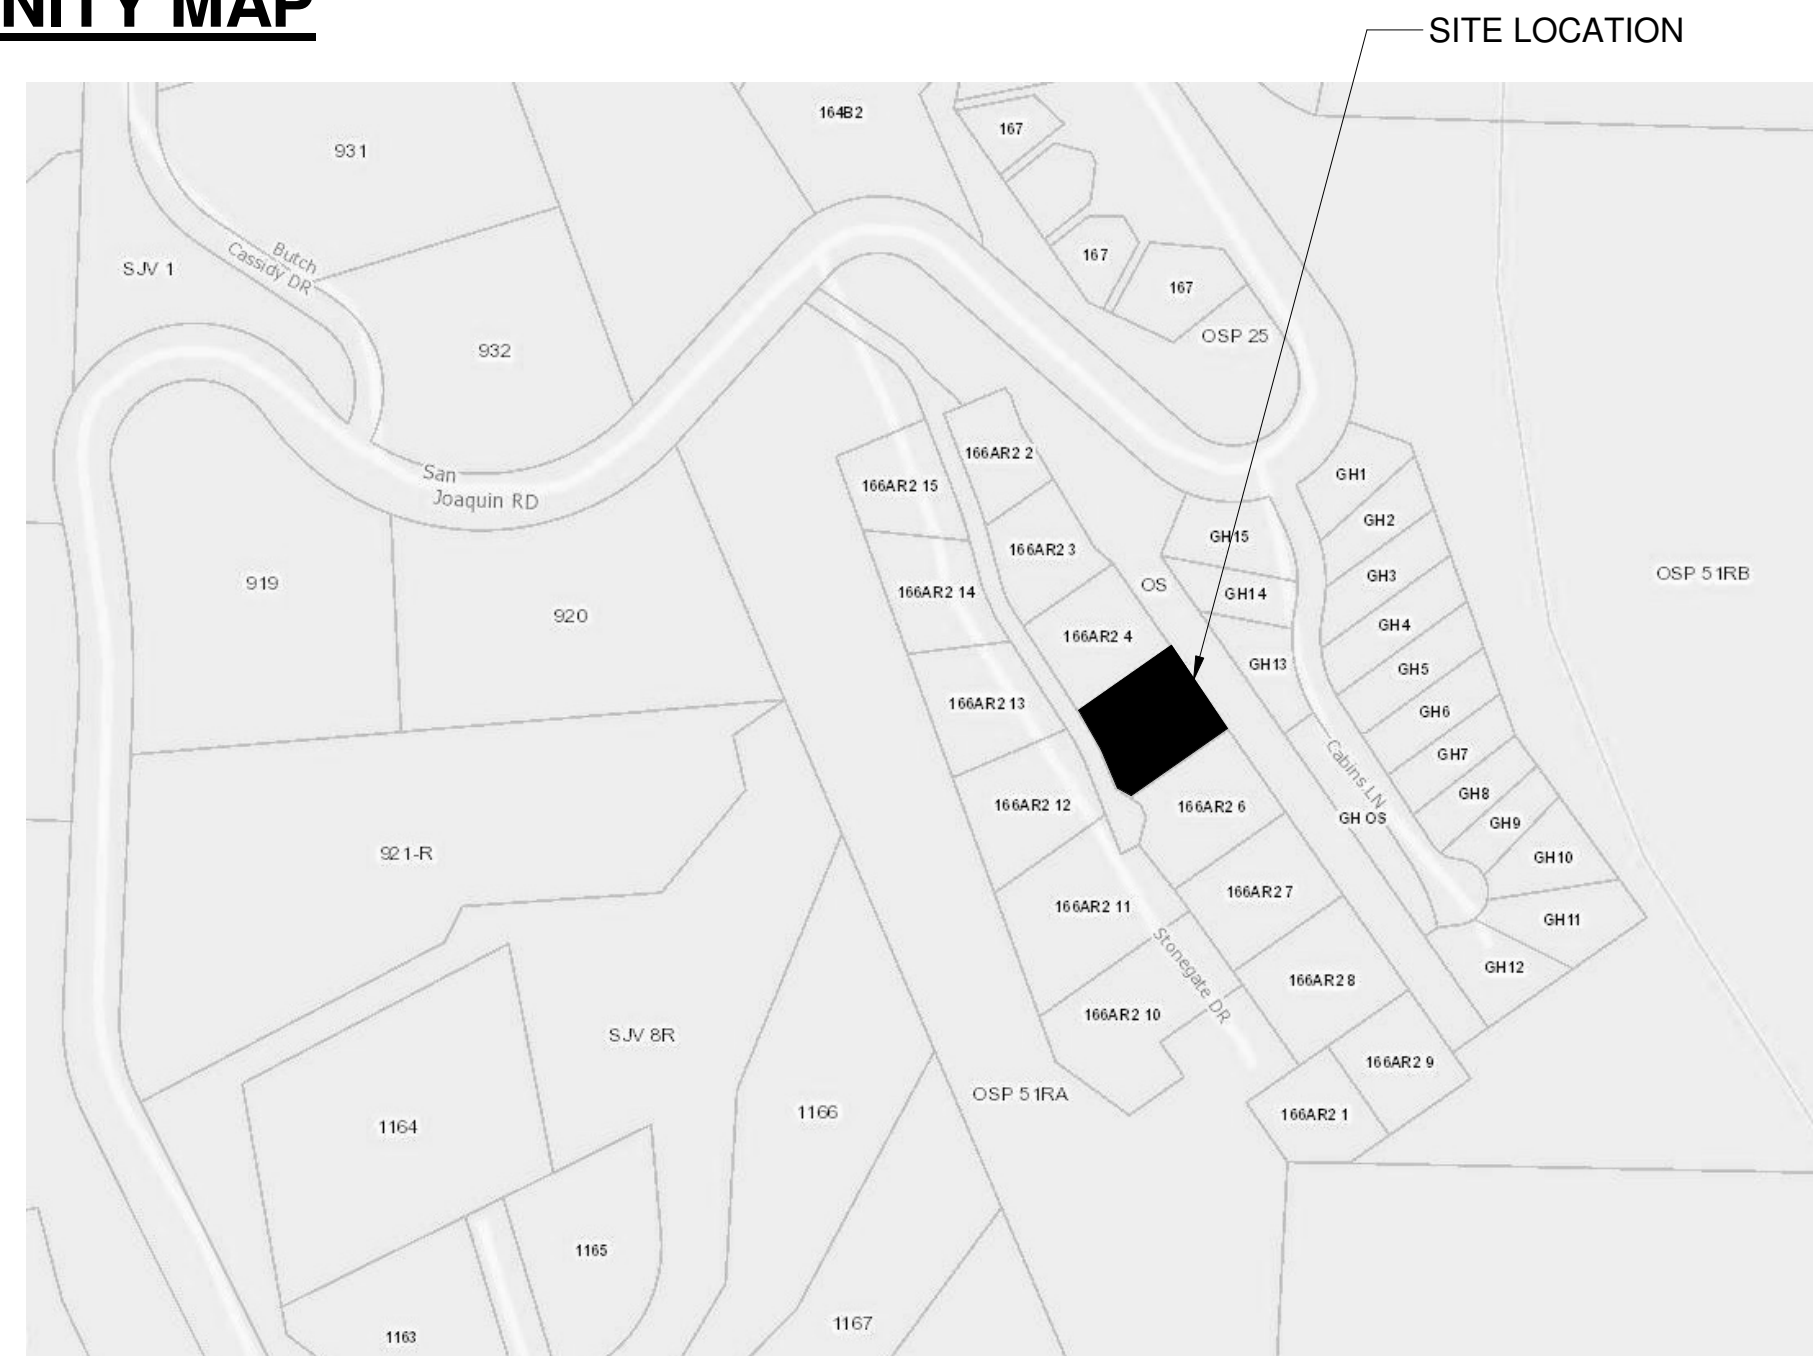 NITY MAP
SITE LOCATION
164B2
167
931
Butch
Cassidy DR
167
SJV 1
167
OSP 25
932
166AR2 2
San
Joaquin RD
166AR2 15
GH1
GH2
GH15
166AR2 3
OSP 51RB
GH3
919
OS
166AR2 14
GH14
920
GH4
166AR2 4
GH13
GH5
166AR2 13
GH6
GH7
Cabins LN
GH8
166AR2 12
166AR2 6
GH OS
GH9
921-R
GH10
166AR2 7
166AR2 11
GH11
Stonegate DR
GH12
166AR2 8
166AR2 10
SJV 8R
166AR2 9
OSP 51RA
1166
166AR2 1
1164
1165
1167
1163